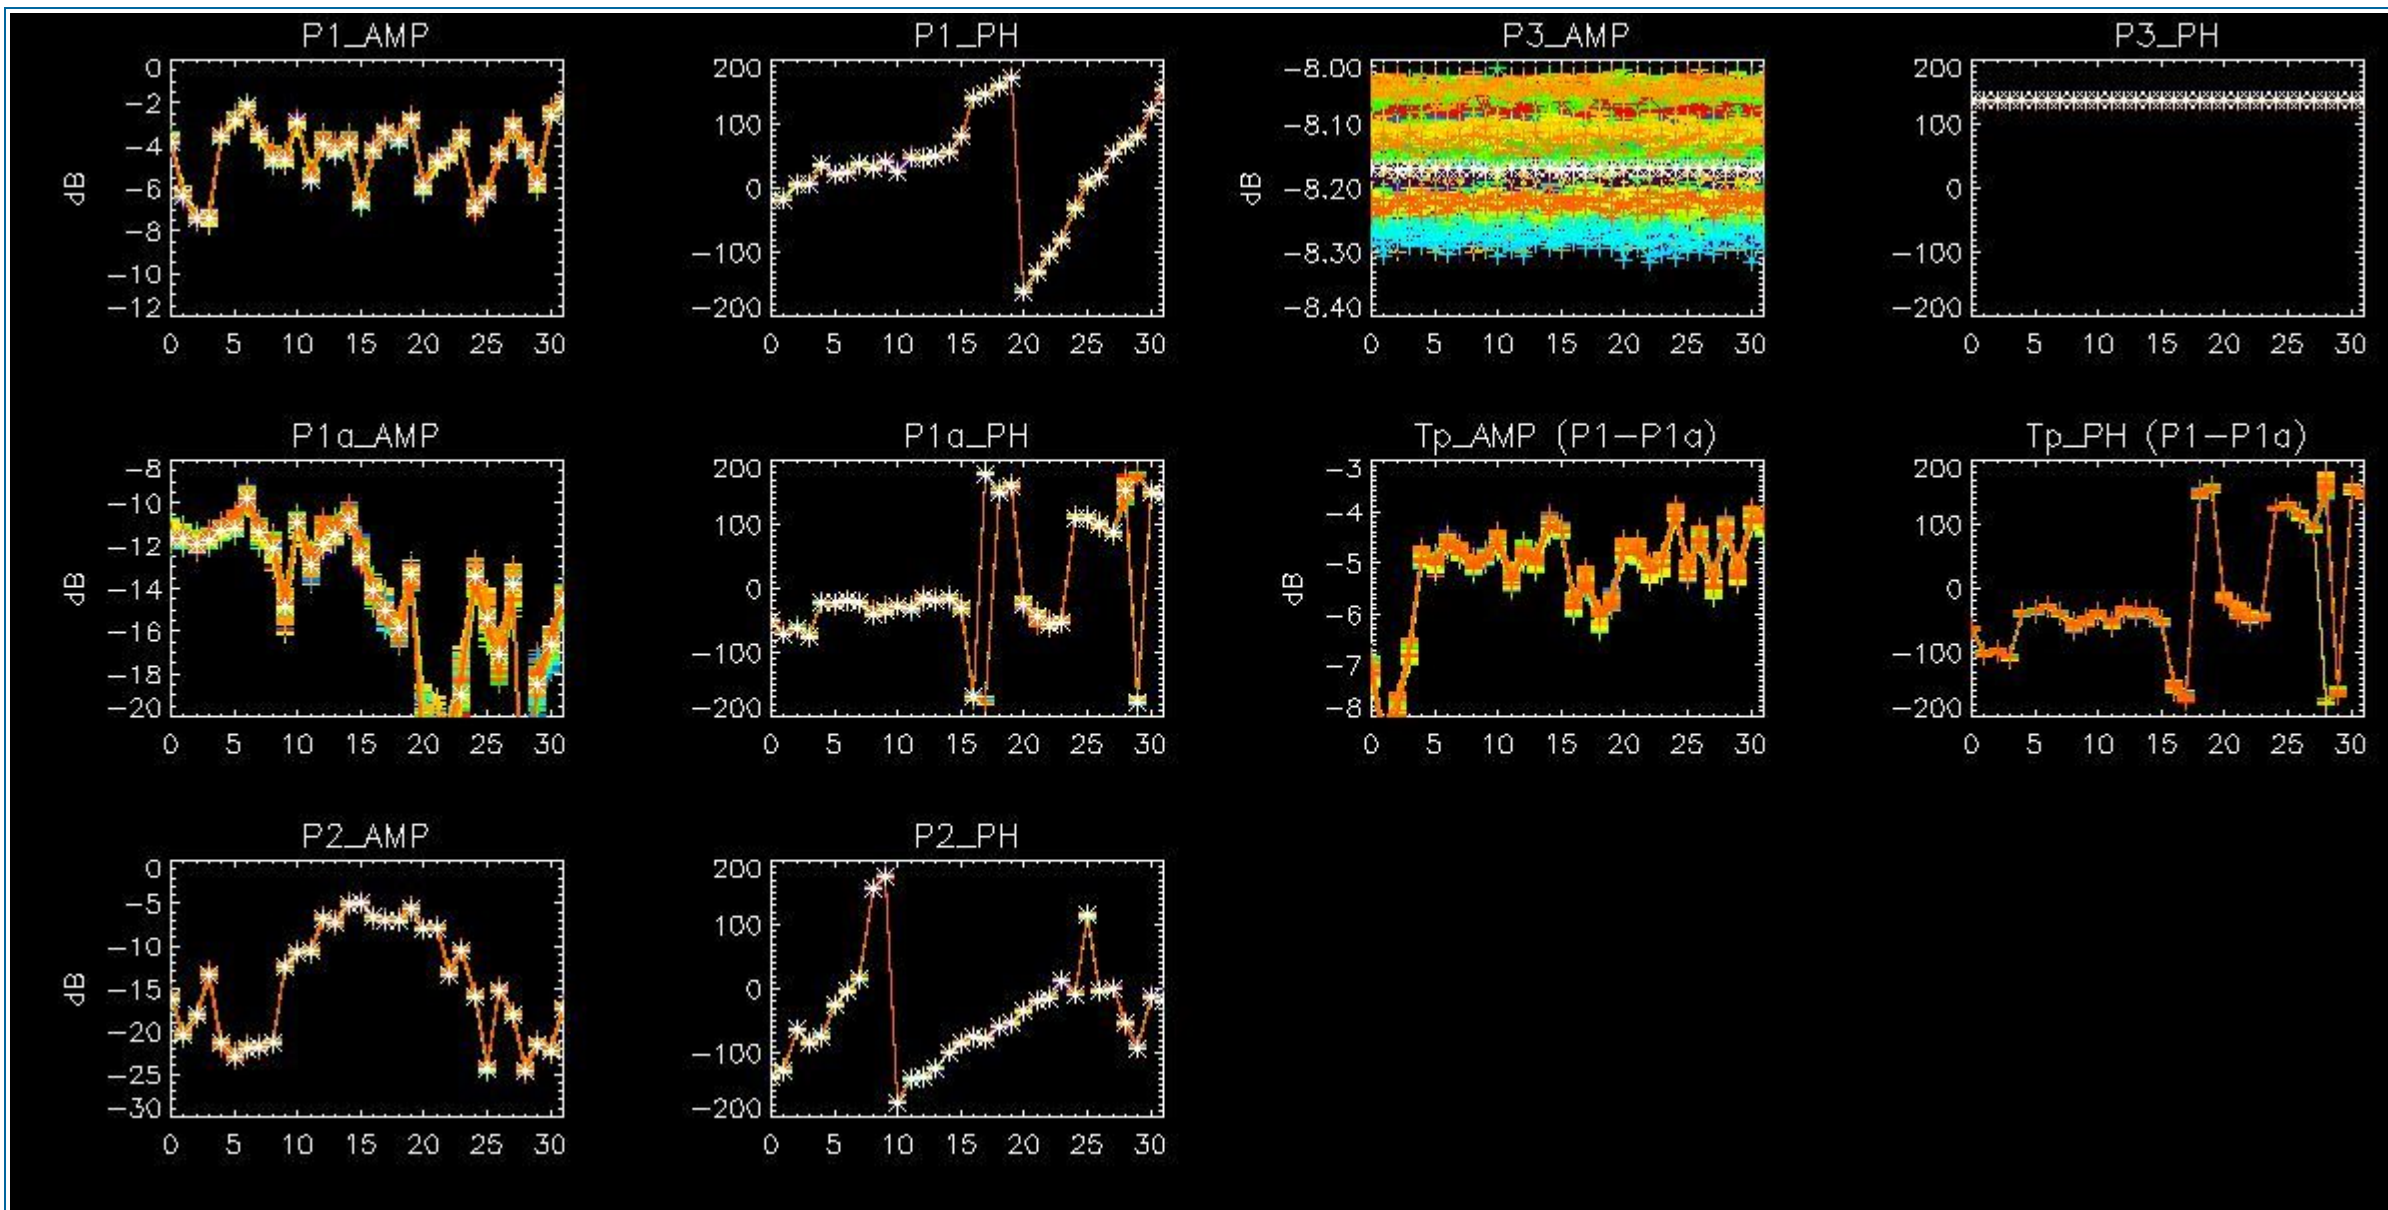 P1_AMP P1_PH P3_AMP P3_PH
0 200 -8.00 200
-2
-4 100 -8.10 100
dB -6 0 dB -8.20 0
-8
-10 -100 -8.30 -100
-12 -200 -8.40 -200
0 5 10 15 20 25 30 0 5 10 15 20 25 30 0 5 10 15 20 25 30 0 5 10 15 20 25 30
P1a_AMP P1a_PH Tp_AMP (P1-P1a) Tp_PH (P1-P1a)
-8 200 -3 200
-10
-12 100 -4 100
dB -14 0 dB -5 0
-16 -6
-18 -100 -7 -100
-20 -200 -8 -200
0 5 10 15 20 25 30 0 5 10 15 20 25 30 0 5 10 15 20 25 30 0 5 10 15 20 25 30
P2_AMP P2_PH
0 200
-5
-10 100
dB -15 0
-20
-25 -100
-30 -200
0 5 10 15 20 25 30 0 5 10 15 20 25 30